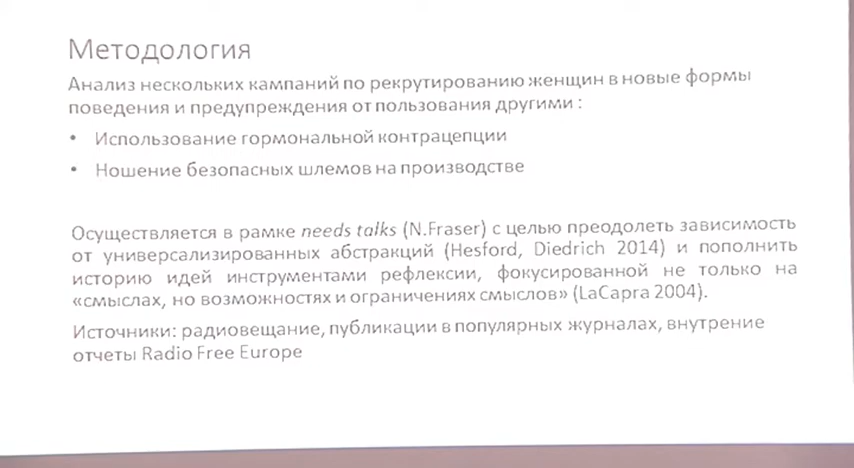 Методология
Анализ нескольких кампаний по рекрутированию женщин в новые формы
поведения и предупреждения от пользования другими :
• Использование гормональной контрацепции
• Ношение безопасных шлемов на производстве
Осуществляется в рамке needs talks (N.Fraser) с целью преодолеть зависимость
от универсализированных абстракций (Hesford, Diedrich 2014) и пополнить
историю идей инструментами рефлексии, фокусированной не только на
«смыслах, но возможностях и ограничениях смыслов» (LaCapra 2004).
Источники: радиовещание, публикации в популярных журналах, внутрение
отчеты Radio Free Europe